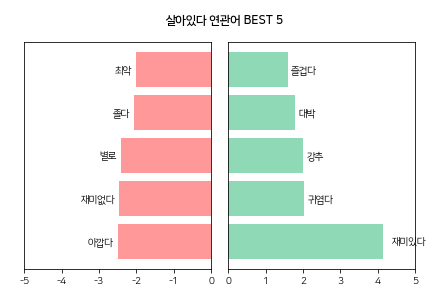 살아있다 연관어 BEST 5
최악
졸다
별로
재미없다
아깝다
-5 -4 -3 -2 -1 0
즐겁다
대박
강추
귀엽다
재미있다
0 1 2 3 4 5